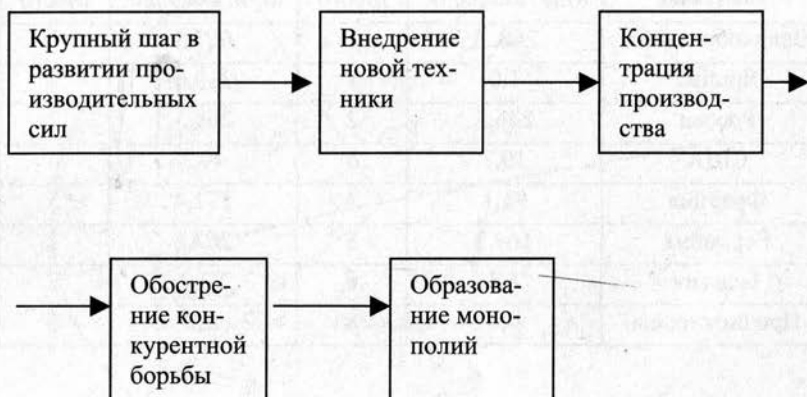 Крупный шаг в
развитии про-
изводительных
сил
Внедрение
новой тех-
ники
Концен-
трация
производ-
ства
Обостре-
ние кон-
курентной
борьбы
Образова-
ние моно-
полий